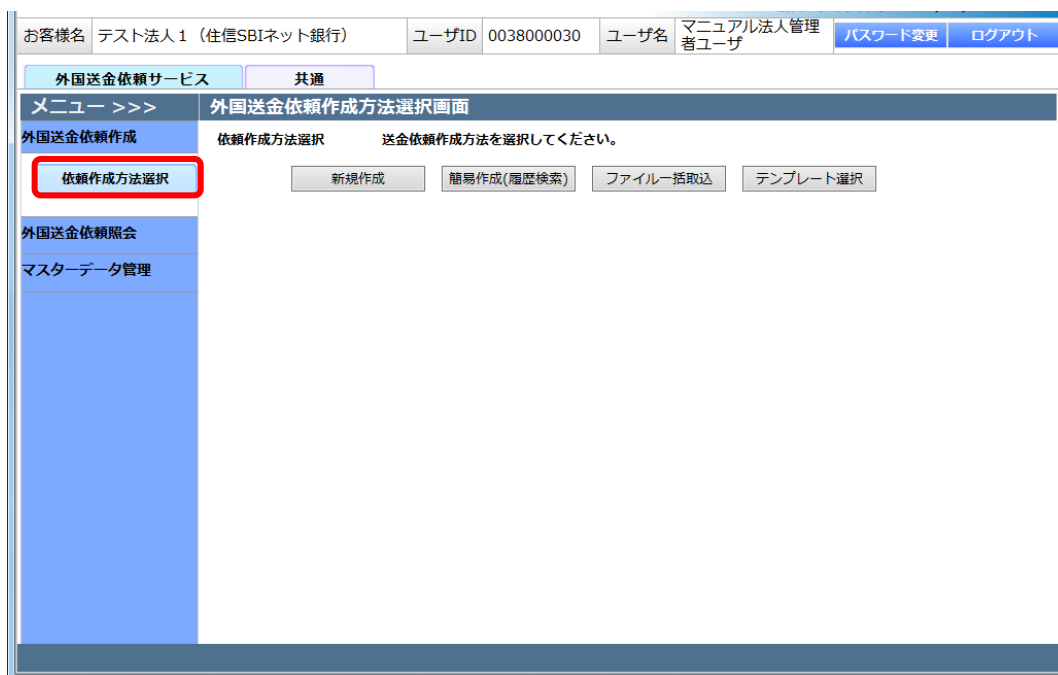 お客様名 テスト法人１（住信SBIネット銀行） ユーザID 0038000030 ユーザ名 マニュアル法人管理者ユーザ パスワード変更 ログアウト
外国送金依頼サービス 共通
メニュー >>> 外国送金依頼作成方法選択画面
外国送金依頼作成 依頼作成方法選択 送金依頼作成方法を選択してください。
依頼作成方法選択 新規作成 簡易作成(履歴検索) ファイル一括取込 テンプレート選択
外国送金依頼照会
マスターデータ管理